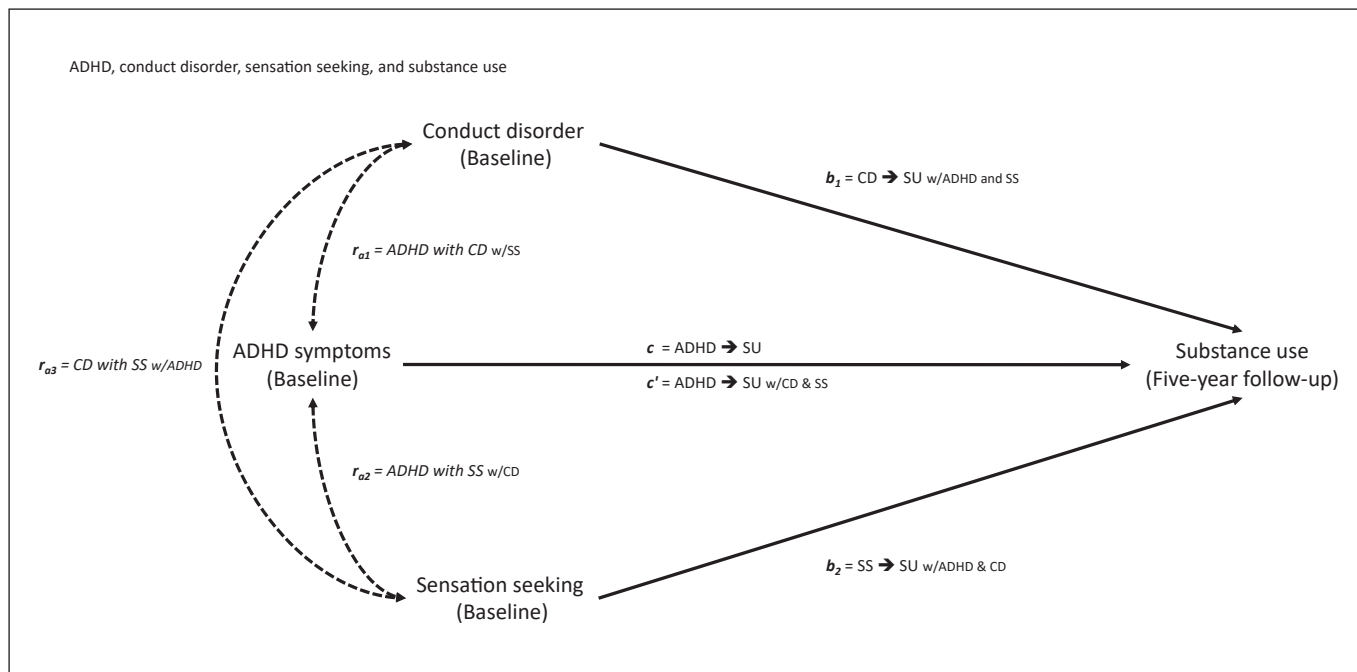 ADHD, conduct disorder, sensation seeking, and substance use
Conduct disorder
(Baseline)
b1 = CD ➔ SU w/ADHD and SS
ra1 = ADHD with CD w/SS
ra3 = CD with SS w/ADHD
ADHD symptoms
(Baseline)
c = ADHD ➔ SU
c' = ADHD ➔ SU w/CD & SS
Substance use
(Five-year follow-up)
ra2 = ADHD with SS w/CD
Sensation seeking
(Baseline)
b2 = SS ➔ SU w/ADHD & CD